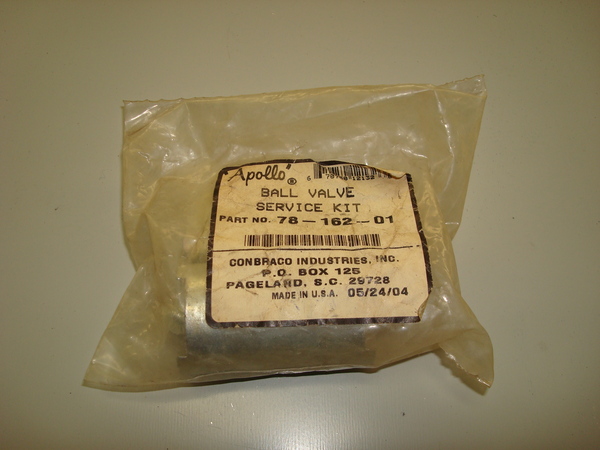 "Apollo"®
BALL VALVE
SERVICE KIT
PART NO. 78-162-01
CONBRACO INDUSTRIES, INC.
P.O. BOX 125
PAGELAND, S.C. 29728
MADE IN U.S.A. 05/24/04